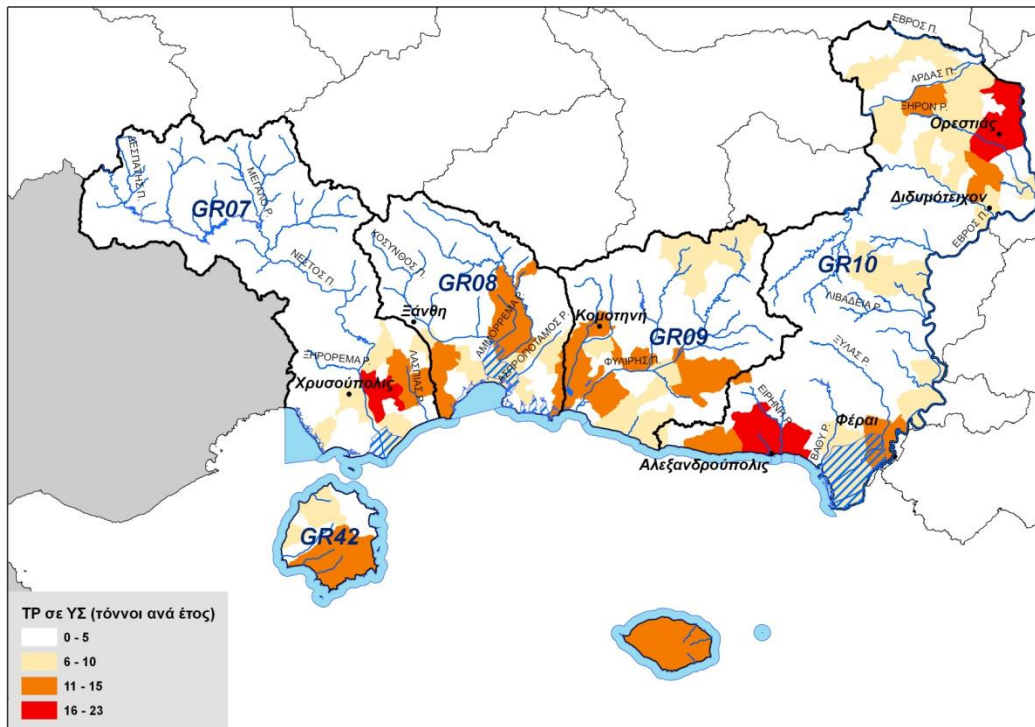 ΕΒΡΟΣ Π.
ΑΡΔΑΣ Π.
ΞΗΡΟΝ Ρ.
Ορεστιάς
ΔΕΣΠΑΤΗΣ Π.
ΜΕΓΑΛΟ Ρ.
GR07
Διδυμότειχον
ΕΒΡΟΣ Π.
ΚΟΣΥΝΘΟΣ Π.
ΝΕΣΤΟΣ Π.
GR08
GR10
ΛΙΒΑΔΕΙΑ Ρ.
Ξάνθη
ΑΜΜΟΡΡΕΜΑ Ρ.
ΑΣΠΡΟΠΟΤΑΜΟΣ Ρ.
Κομοτηνή
GR09
ΞΗΡΟΡΕΜΑ Ρ.
ΛΑΣΠΙΑΣ Ρ.
ΦΥΛΙΡΗΣ Π.
ΞΥΛΑΣ Ρ.
Χρυσούπολις
ΕΙΡΗΝΗ Ρ.
ΒΑΘΥ Ρ.
Φέραι
Αλεξανδρούπολις
GR42
ΤΡ σε ΥΣ (τόννοι ανά έτος)
0 - 5
6 - 10
11 - 15
16 - 23